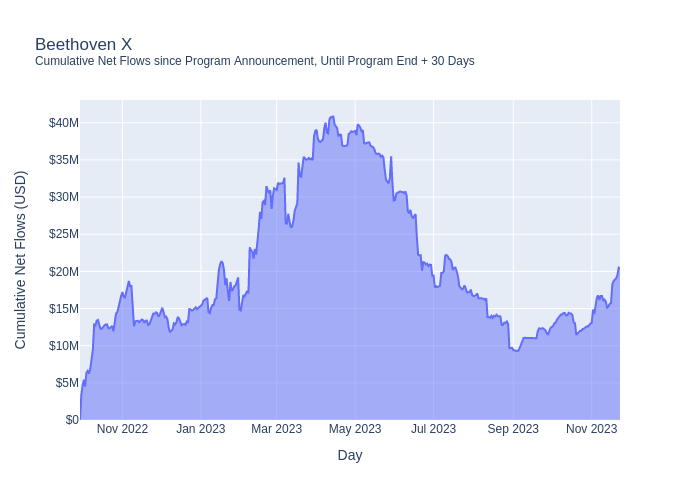 Beethoven X
Cumulative Net Flows since Program Announcement, Until Program End + 30 Days
Cumulative Net Flows (USD)
$40M
$35M
$30M
$25M
$20M
$15M
$10M
$5M
$0
Nov 2022
Jan 2023
Mar 2023
May 2023
Jul 2023
Sep 2023
Nov 2023
Day